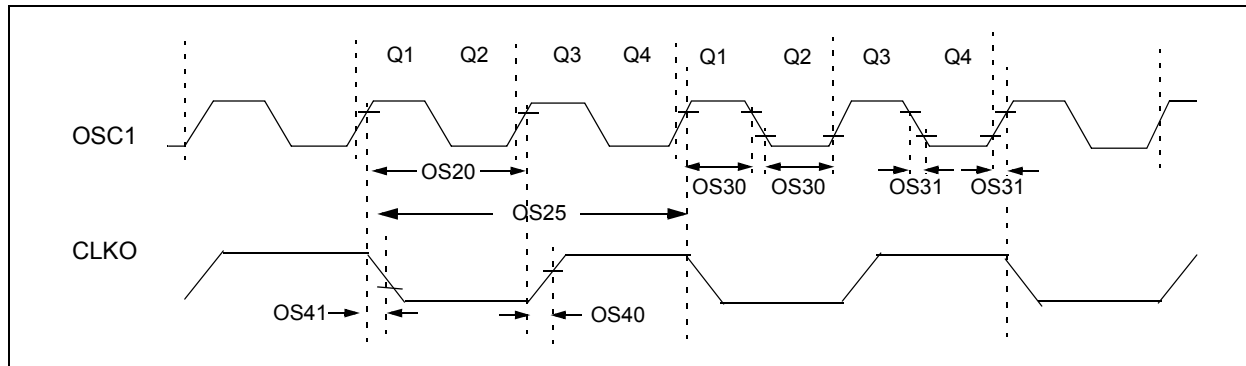 Q1 Q2 Q3 Q4 Q1 Q2 Q3 Q4
OSC1
OS20 OS30 OS30 OS31 OS31
OS25
CLKO
OS41 OS40